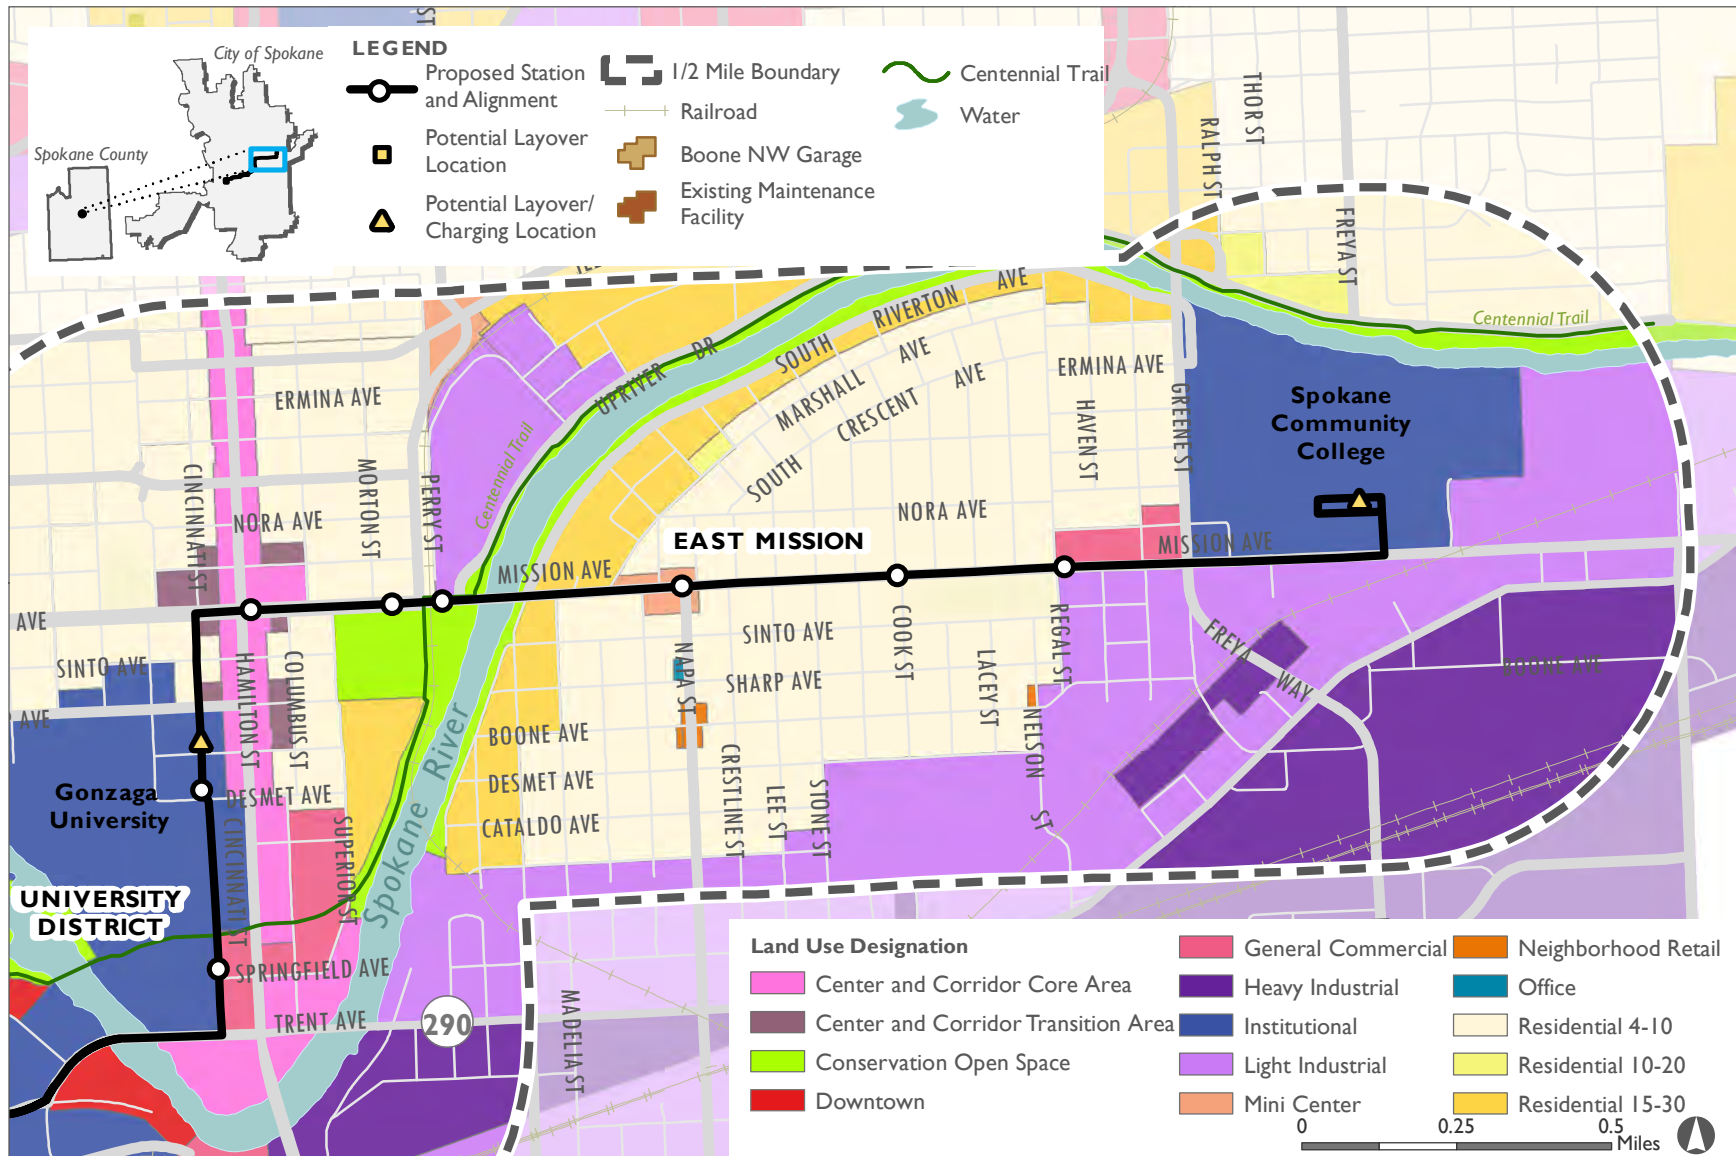 City of Spokane
Spokane County
LEGEND
Proposed Station
and Alignment
Potential Layover
Location
Potential Layover/
Charging Location
1/2 Mile Boundary
Railroad
Boone NW Garage
Existing Maintenance
Facility
Centennial Trail
Water
THOR ST
RALPH ST
FREYA ST
Centennial Trail
RIVERTON AVE
SOUTH
UPRIVER DR
MARSHALL AVE
SOUTH CRESCENT AVE
ERMINA AVE
ERMINA AVE
HAVEN ST
GREENE ST
Spokane
Community
College
CINCINNATI ST
NORA AVE
MORTON ST
PERRY ST
Centennial Trail
NORA AVE
EAST MISSION
MISSION AVE
MISSION AVE
AVE
SINTO AVE
HAMILTON ST
COLUMBUS ST
SINTO AVE
NAPA ST
SHARP AVE
COOK ST
LACEY ST
REGAL ST
FREYA WAY
BOONE AVE
AVE
BOONE AVE
DESMET AVE
CATALDO AVE
CRESTLINE ST
LEE ST
STONE ST
NELSON ST
Gonzaga
University
DESMET AVE
CINCINNATI ST
SUPERIOR ST
Spokane River
UNIVERSITY
DISTRICT
SPRINGFIELD AVE
TRENT AVE
290
MADELIA ST
Land Use Designation
Center and Corridor Core Area
Center and Corridor Transition Area
Conservation Open Space
Downtown
General Commercial
Heavy Industrial
Institutional
Light Industrial
Mini Center
Neighborhood Retail
Office
Residential 4-10
Residential 10-20
Residential 15-30
0 0.25 0.5
Miles